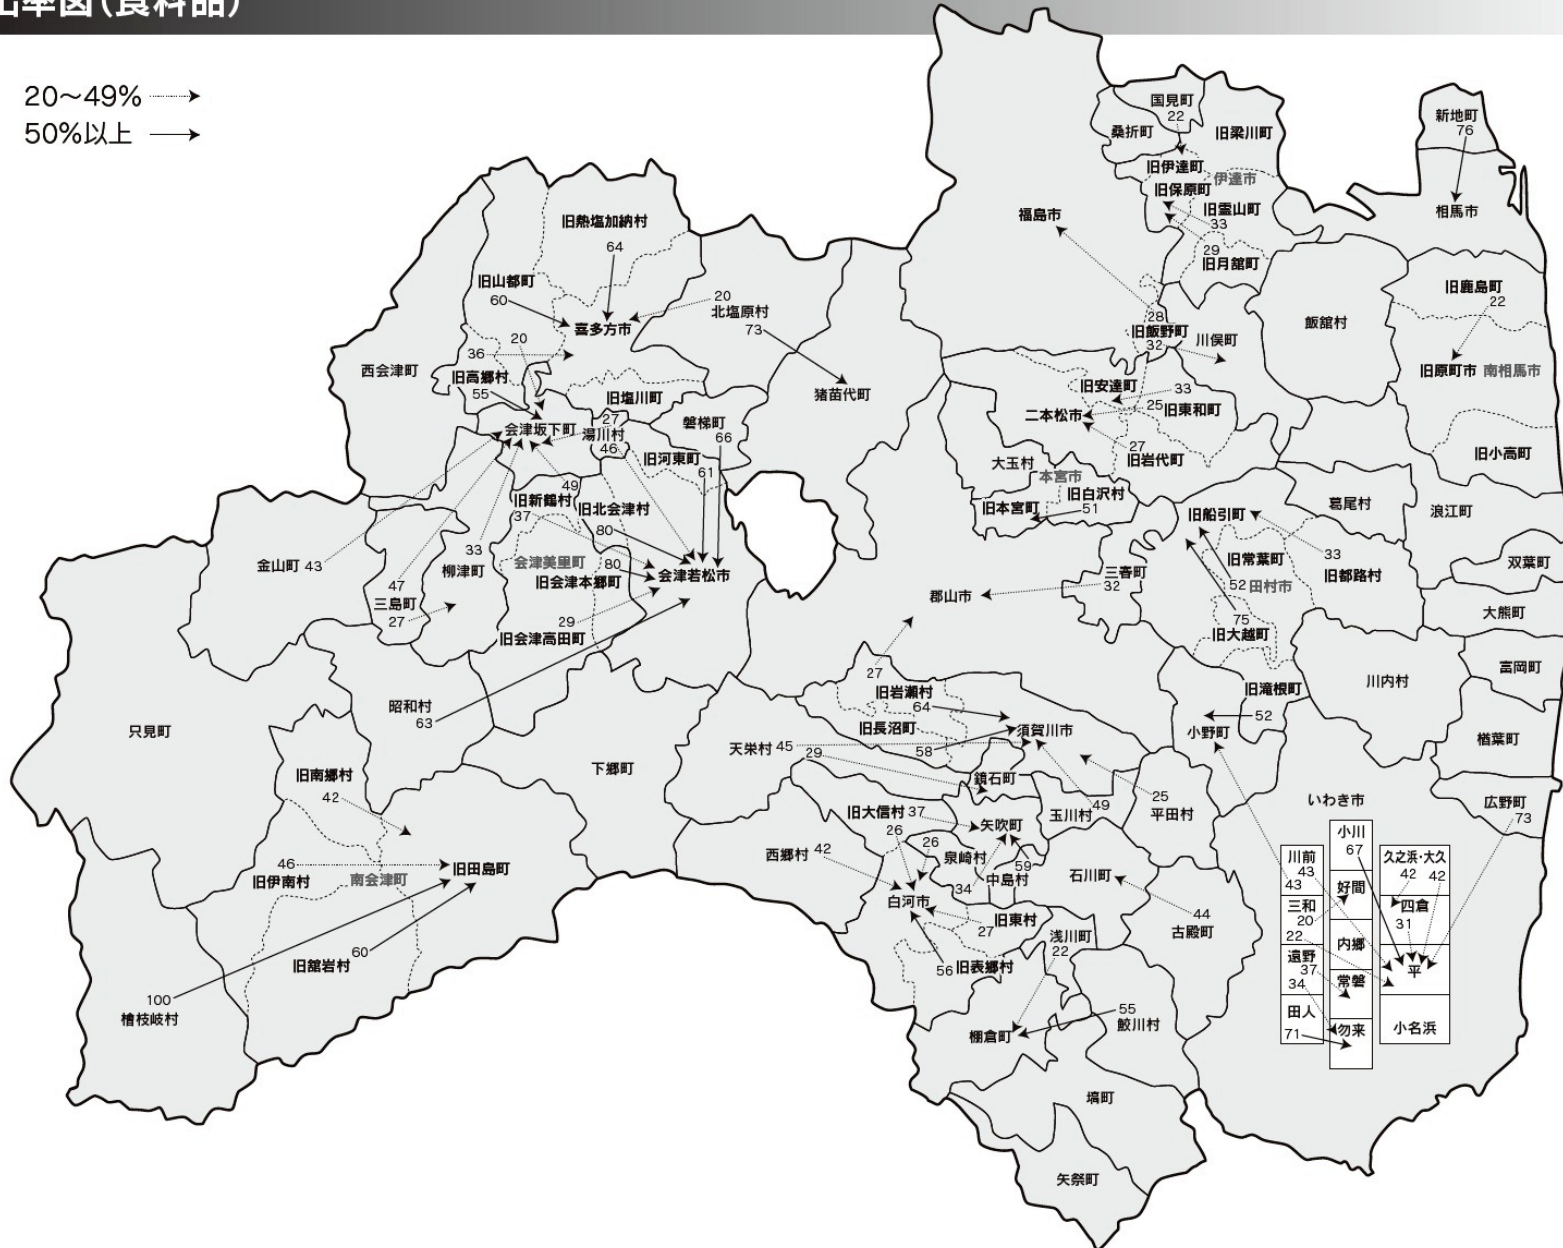 出率図（食料品）
20〜49%
50%以上
国見町
22
桑折町
旧梁川町
新地町
76
旧伊達町
伊達市
旧保原町
旧霊山町
33
相馬市
福島市
29
旧月舘町
旧熱塩加納村
64
旧山都町
60
喜多方市
20
北塩原村
73
旧鹿島町
22
28
旧飯野町
32
川俣町
飯舘村
20
36
西会津町
旧高郷村
55
旧塩川町
猪苗代町
旧原町市
南相馬市
旧安達町
33
二本松市
25
旧東和町
27
会津坂下町
湯川村
46
磐梯町
66
27
旧岩代町
旧小高町
旧河東町
61
大玉村
本宮市
旧白沢村
旧本宮町
51
49
旧新鶴村
37
旧北会津村
80
旧船引町
葛尾村
浪江町
金山町
43
33
柳津町
会津美里町
80
旧会津本郷町
会津若松市
旧常葉町
33
旧都路村
双葉町
47
三島町
27
三春町
32
52
田村市
郡山市
大熊町
29
旧会津高田町
75
旧大越町
富岡町
27
川内村
昭和村
63
旧岩瀬村
64
旧滝根町
52
只見町
旧長沼町
58
須賀川市
小野町
楢葉町
天栄村
45
29
下郷町
旧南郷村
42
鏡石町
49
玉川村
25
平田村
いわき市
広野町
73
旧大信村
37
矢吹町
26
26
泉崎村
59
西郷村
42
石川町
34
中島村
小川
67
川前
43
43
久之浜・大久
42
42
46
旧伊南村
南会津町
旧田島町
好間
三和
20
22
四倉
31
白河市
44
古殿町
27
旧東村
浅川町
22
内郷
旧舘岩村
60
56
旧表郷村
遠野
37
34
常磐
平
100
檜枝岐村
田人
71
勿来
小名浜
棚倉町
55
鮫川村
塙町
矢祭町